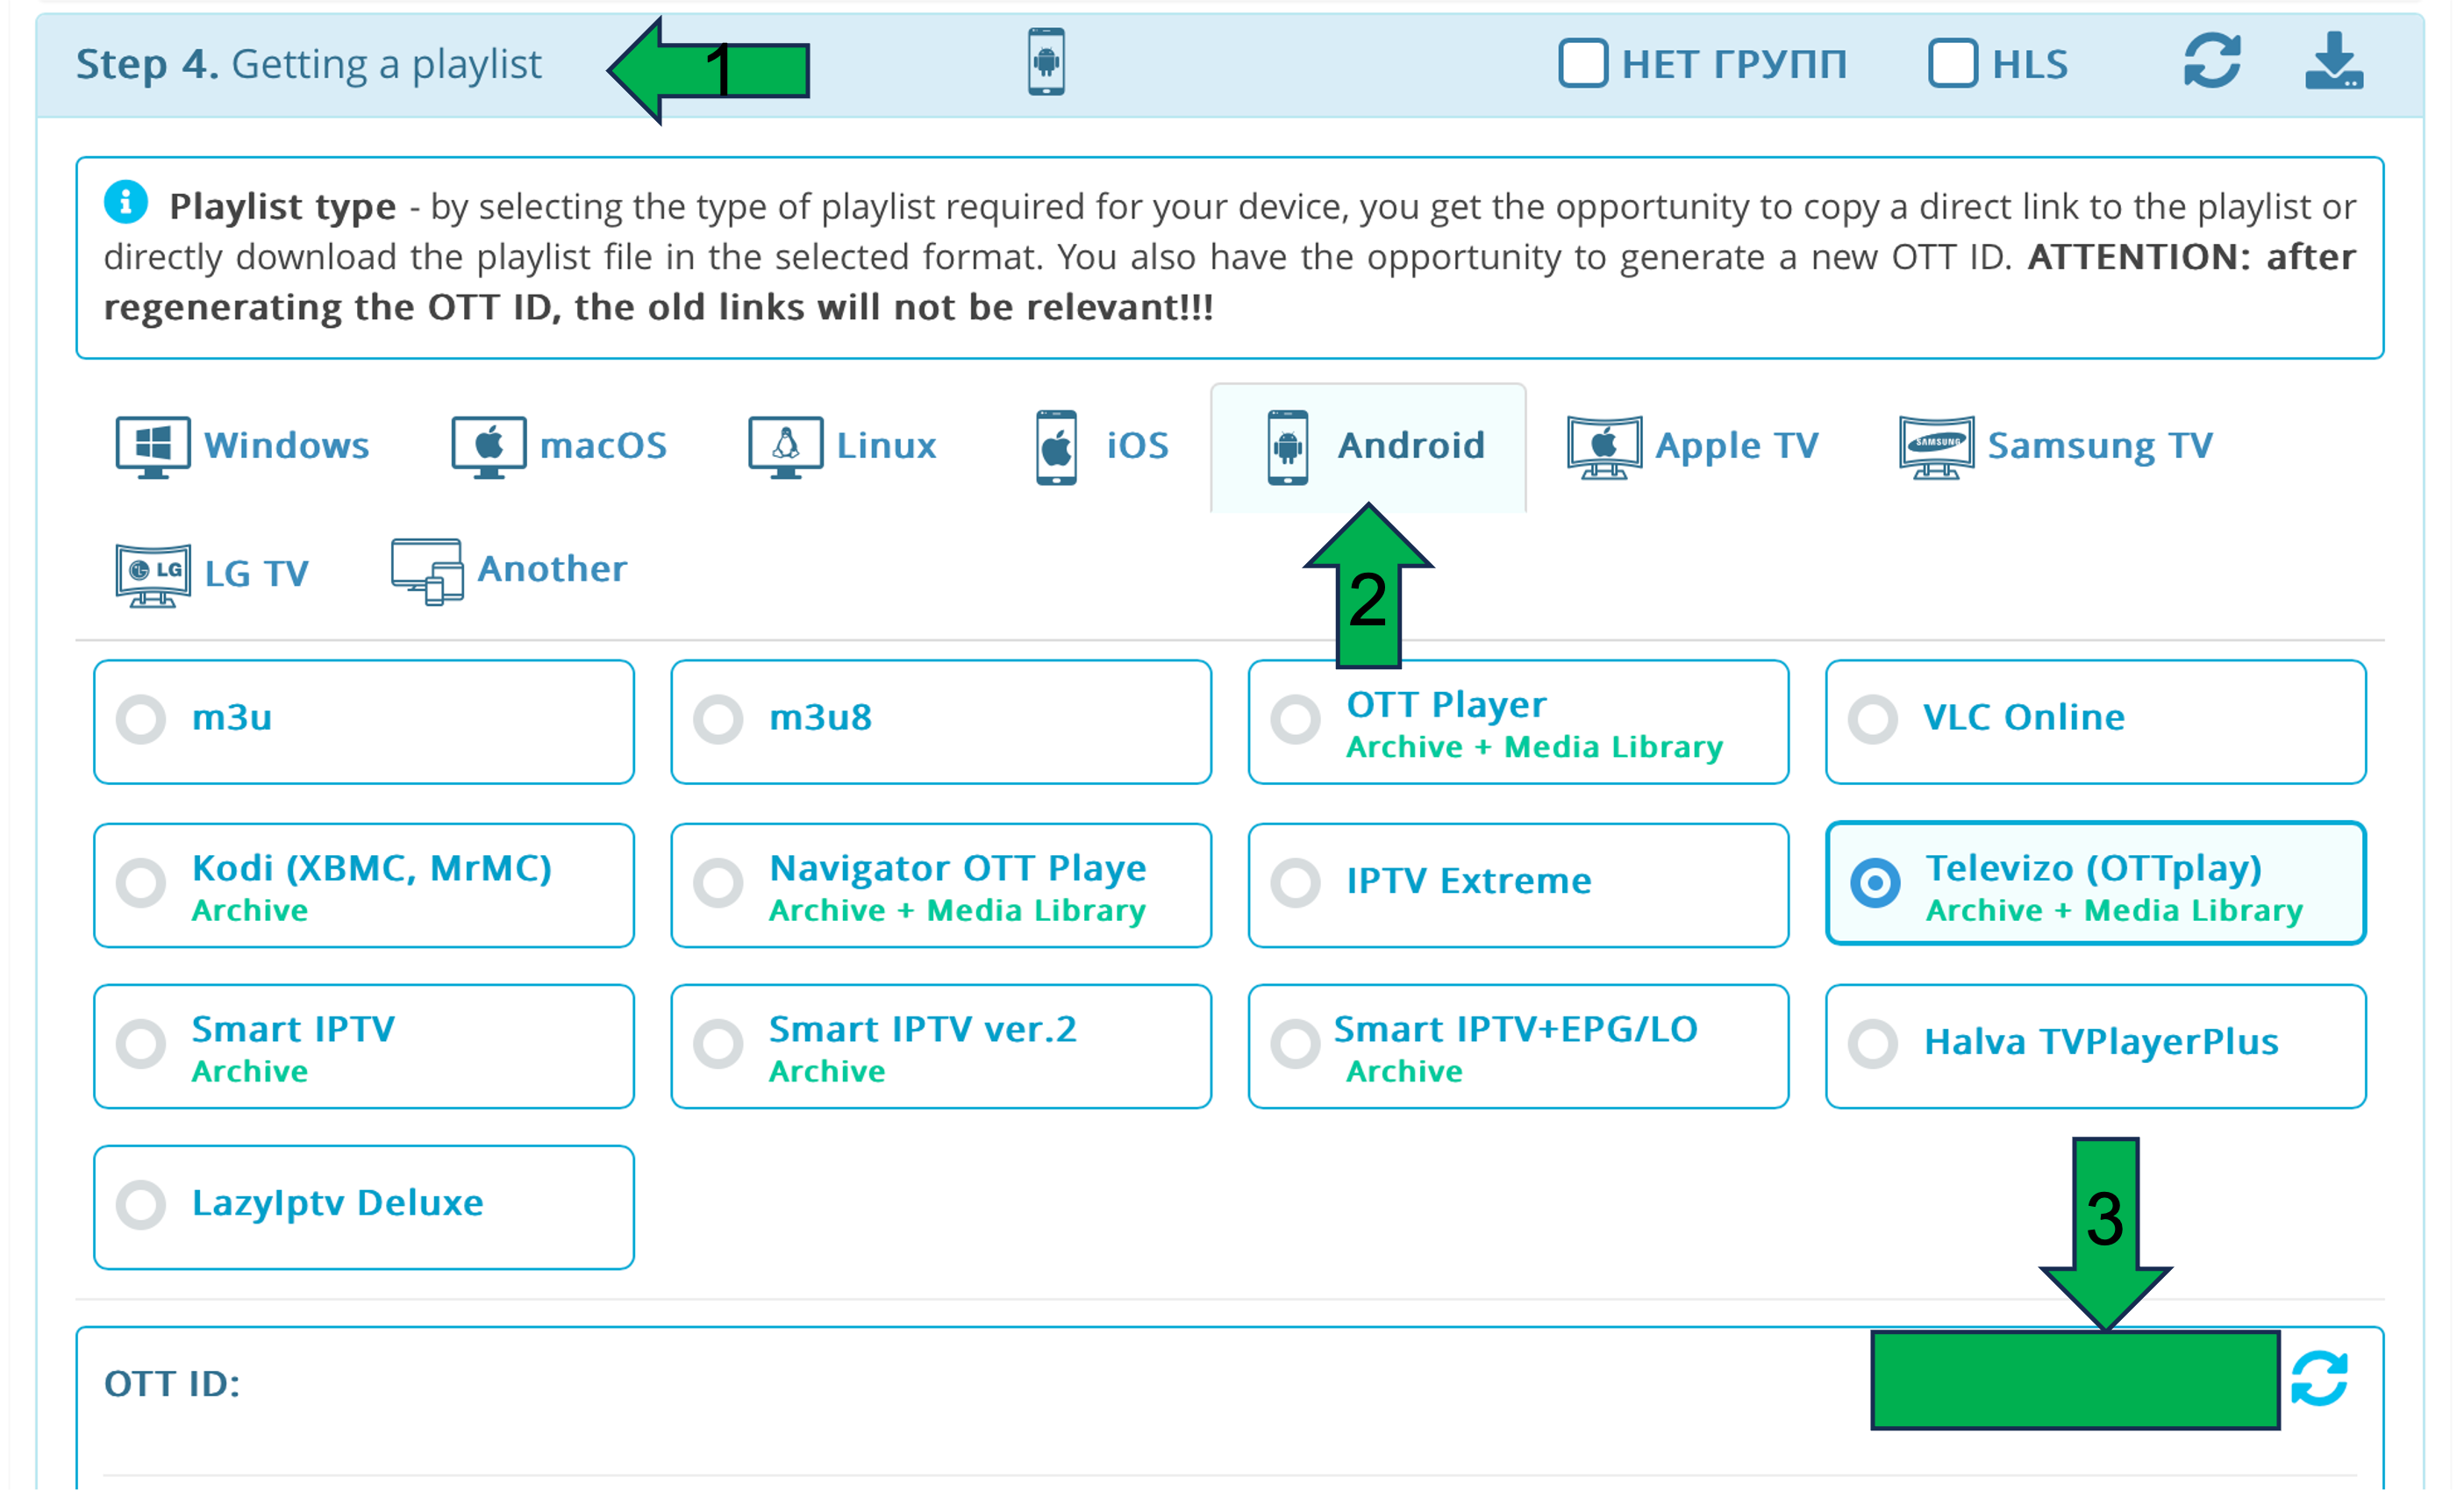 Step 4. Getting a playlist
1
НЕТ ГРУПП
HLS
Playlist type - by selecting the type of playlist required for your device, you get the opportunity to copy a direct link to the playlist or
directly download the playlist file in the selected format. You also have the opportunity to generate a new OTT ID. ATTENTION: after
regenerating the OTT ID, the old links will not be relevant!!!
Windows
macOS
Linux
iOS
Android
Apple TV
SAMSUNG
Samsung TV
LG
LG TV
Another
2
m3u
m3u8
OTT Player
Archive + Media Library
VLC Online
Kodi (XBMC, MrMC)
Archive
Navigator OTT Playe
Archive + Media Library
IPTV Extreme
Televizo (OTTplay)
Archive + Media Library
Smart IPTV
Archive
Smart IPTV ver.2
Archive
Smart IPTV+EPG/LO
Archive
Halva TVPlayerPlus
LazyIptv Deluxe
3
OTT ID: